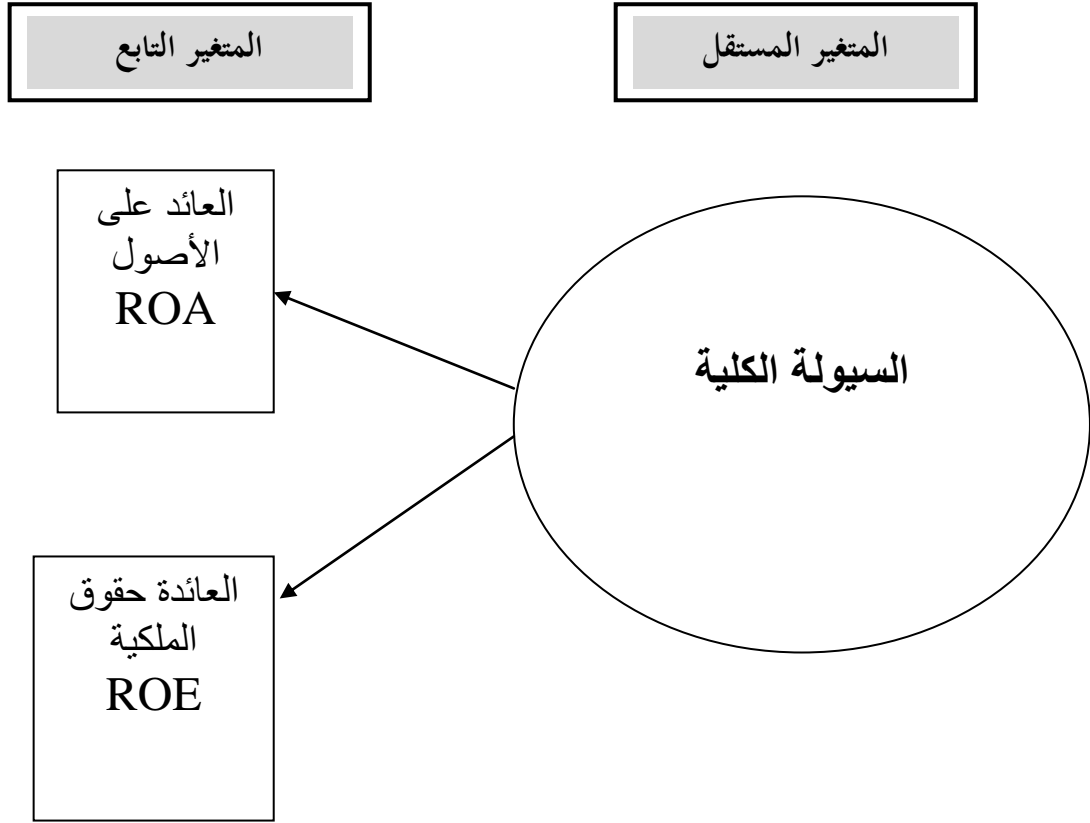 المتغير المستقل
المتغير التابع
السيولة الكلية
العائد على
الأصول
ROA
العائدة حقوق
الملكية
ROE